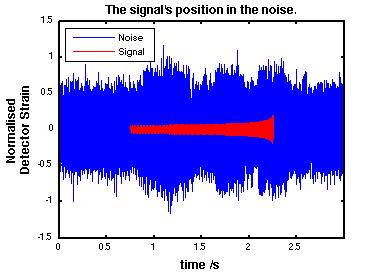 The signal's position in the noise.
1.5
Noise
Signal
1
0.5
0
-0.5
-1
-1.5
Normalised
Detector Strain
0 0.5 1 1.5 2 2.5
time /s